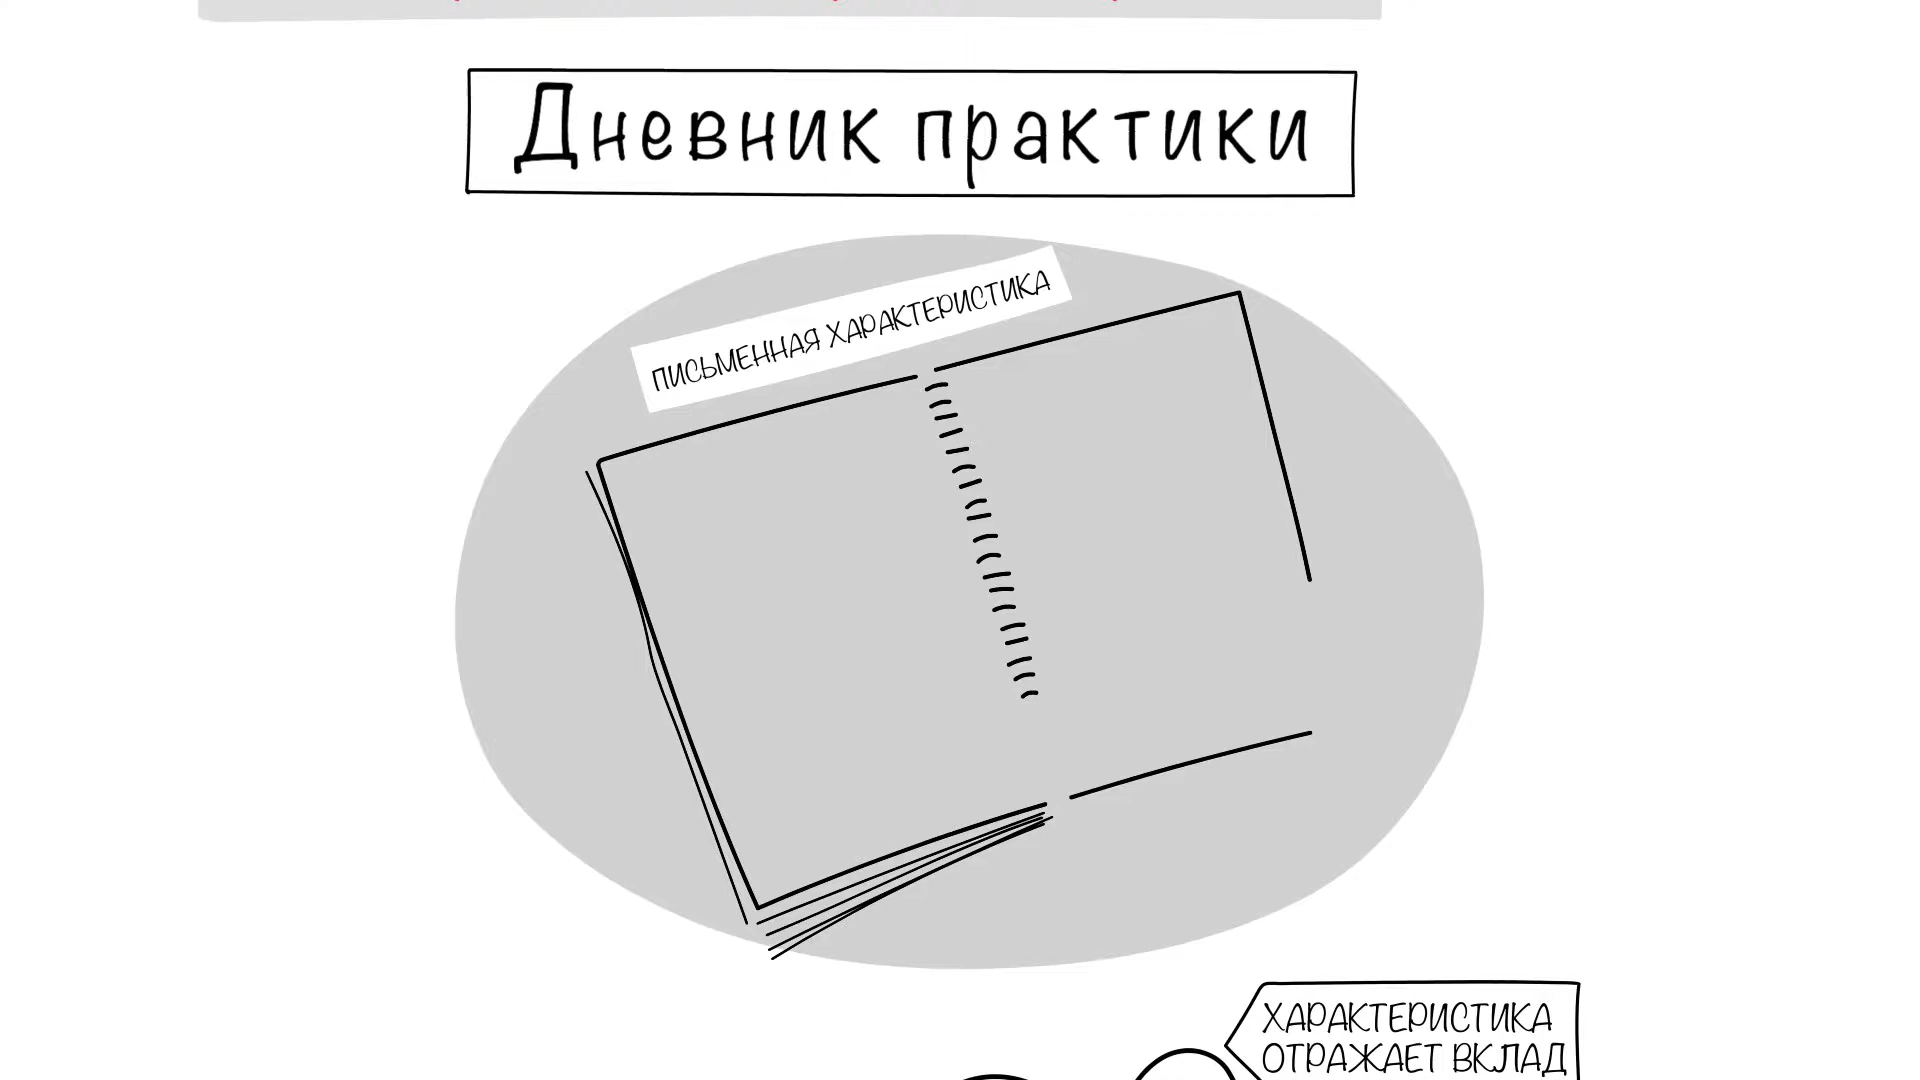 Дневник практики
ПИСЬМЕННАЯ ХАРАКТЕРИСТИКА
ХАРАКТЕРИСТИКА
ОТРАЖАЕТ ВКЛАД